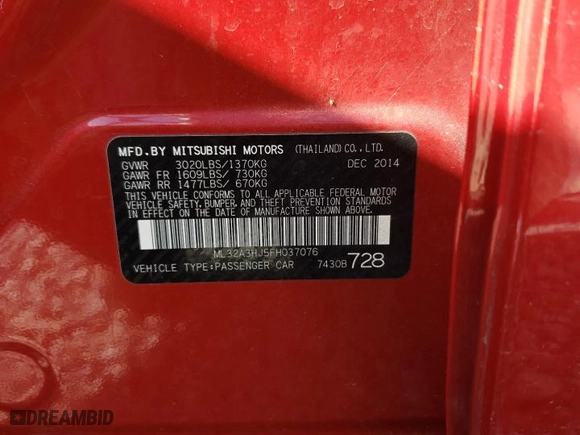 MFD.BY MITSUBISHI MOTORS (THAILAND)CO.,LTD.
GVWR 3020LBS/1370KG DEC 2014
GAWR FR 1609LBS/ 730KG
GAWR RR 1477LBS/ 670KG
THIS VEHICLE CONFORMS TO ALL APPLICABLE FEDERAL MOTOR
VEHICLE SAFETY, BUMPER, AND THEFT PREVENTION STANDARDS
IN EFFECT ON THE DATE OF MANUFACTURE SHOWN ABOVE.
ML32A3HJ5FH037076
VEHICLE TYPE:PASSENGER CAR 7430B 728
DREAMBID